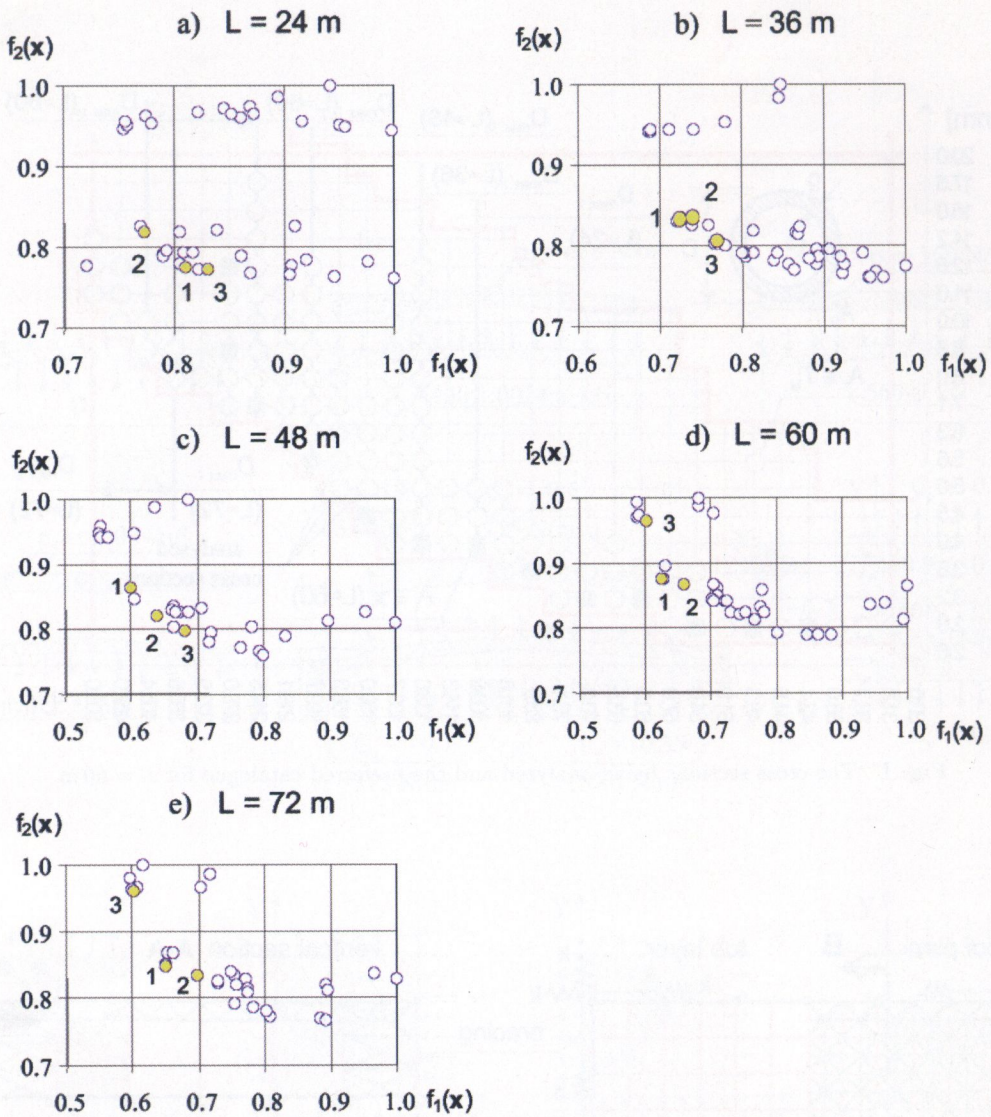 a) L = 24 m
f₂(x)
1.0
0.9
0.8
0.7
2
1
3
0.7 0.8 0.9 1.0
f₁(x)
b) L = 36 m
f₂(x)
1.0
0.9
0.8
0.7
1
2
3
0.6 0.7 0.8 0.9 1.0
f₁(x)
c) L = 48 m
f₂(x)
1.0
0.9
0.8
0.7
1
2
3
0.5 0.6 0.7 0.8 0.9 1.0
f₁(x)
d) L = 60 m
f₂(x)
1.0
0.9
0.8
0.7
3
1
2
0.5 0.6 0.7 0.8 0.9 1.0
f₁(x)
e) L = 72 m
f₂(x)
1.0
0.9
0.8
0.7
3
1
2
0.5 0.6 0.7 0.8 0.9 1.0
f₁(x)